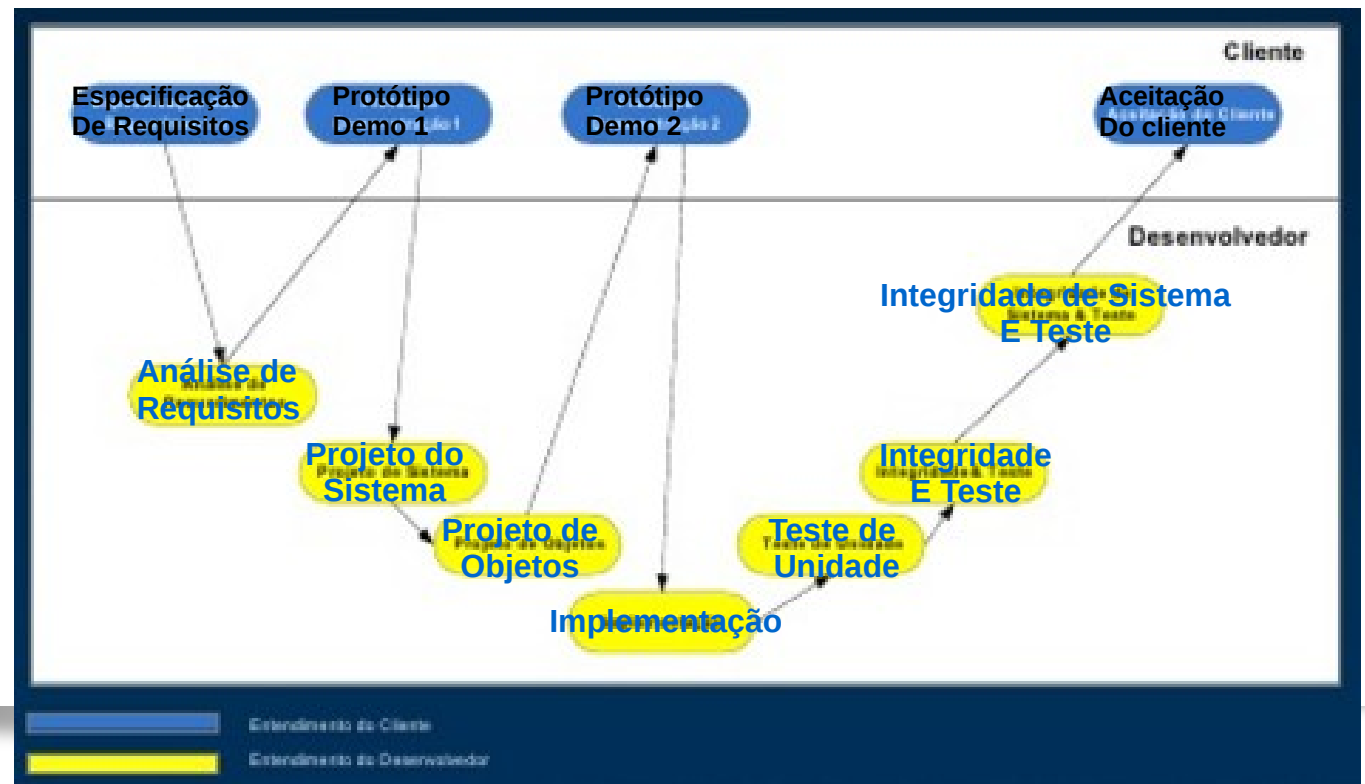 Cliente
Especificação
De Requisitos
Protótipo
Demo 1
Protótipo
Demo 2
Aceitação
Do cliente
Desenvolvedor
Integridade de Sistema
E Teste
Análise de
Requisitos
Projeto do
Sistema
Integridade
E Teste
Projeto de
Objetos
Teste de
Unidade
Implementação
Entendimento do Cliente
Entendimento do Desenvolvedor